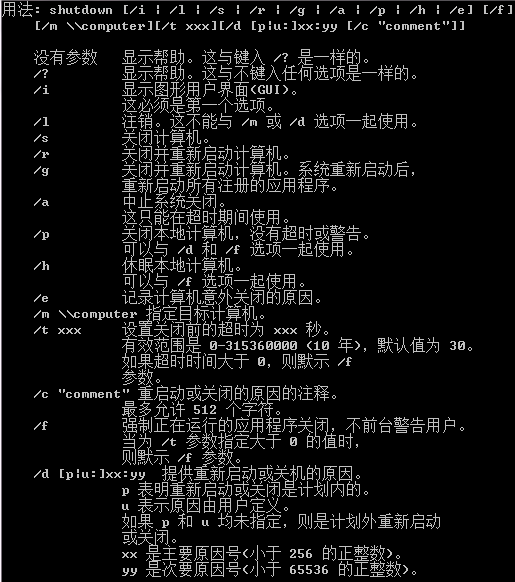 用法: shutdown [/i | /l | /s | /r | /g | /a | /p | /h | /e] [/f]
[/m \\computer][/t xxx][/d [p|u:]xx:yy [/c "comment"]]
没有参数 显示帮助。这与键入 /? 是一样的。
/? 显示帮助。这与不键入任何选项是一样的。
/i 显示图形用户界面(GUI)。
这必须是第一个选项。
/l 注销。这不能与 /m 或 /d 选项一起使用。
/s 关闭计算机。
/r 关闭并重新启动计算机。
/g 关闭并重新启动计算机。系统重新启动后，
重新启动所有注册的应用程序。
/a 中止系统关闭。
这只能在超时期间使用。
/p 关闭本地计算机，没有超时或警告。
可以与 /d 和 /f 选项一起使用。
/h 休眠本地计算机。
可以与 /f 选项一起使用。
/e 记录计算机意外关闭的原因。
/m \\computer 指定目标计算机。
/t xxx 设置关闭前的超时为 xxx 秒。
有效范围是 0-315360000 (10 年)，默认值为 30。
如果超时时间大于 0，则默示 /f
参数。
/c "comment" 重启动或关闭的原因的注释。
最多允许 512 个字符。
/f 强制正在运行的应用程序关闭，不前台警告用户。
当为 /t 参数指定大于 0 的值时，
则默示 /f 参数。
/d [p|u:]xx:yy 提供重新启动或关机的原因。
p 表明重新启动或关闭是计划内的。
u 表示原因由用户定义。
如果 p 和 u 均未指定，则是计划外重新启动
或关闭。
xx 是主要原因号(小于 256 的正整数)。
yy 是次要原因号(小于 65536 的正整数)。